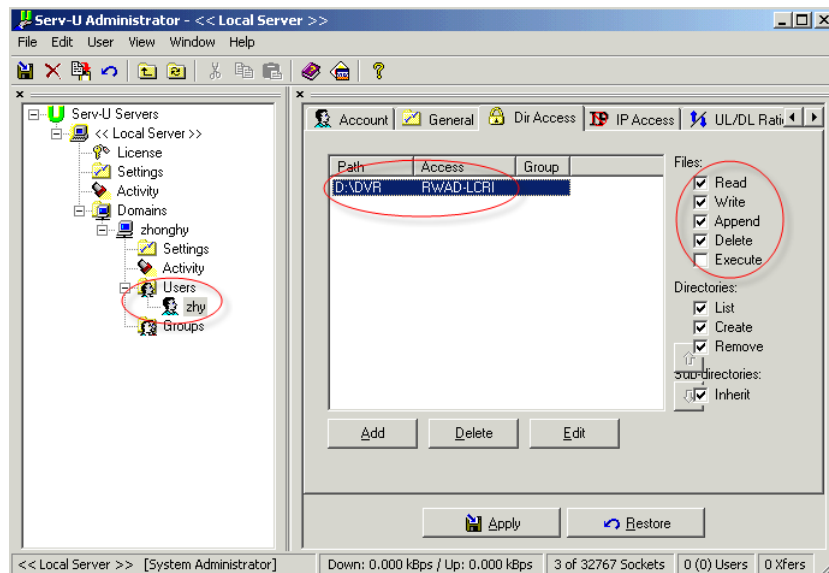 Serv-U Administrator - << Local Server >>
File Edit User View Window Help
Serv-U Servers
<< Local Server >>
License
Settings
Activity
Domains
zhonghy
Settings
Activity
Users
zhy
Groups
Account General Dir Access IP Access UL/DL Rati
Path Access Group
D:\DVR RWAD-LCRI
Files:
Read
Write
Append
Delete
Execute
Directories:
List
Create
Remove
Sub-directories:
Inherit
Add Delete Edit
Apply Restore
<< Local Server >> [System Administrator] Down: 0.000 kBps / Up: 0.000 kBps 3 of 32767 Sockets 0 (0) Users 0 Xfers